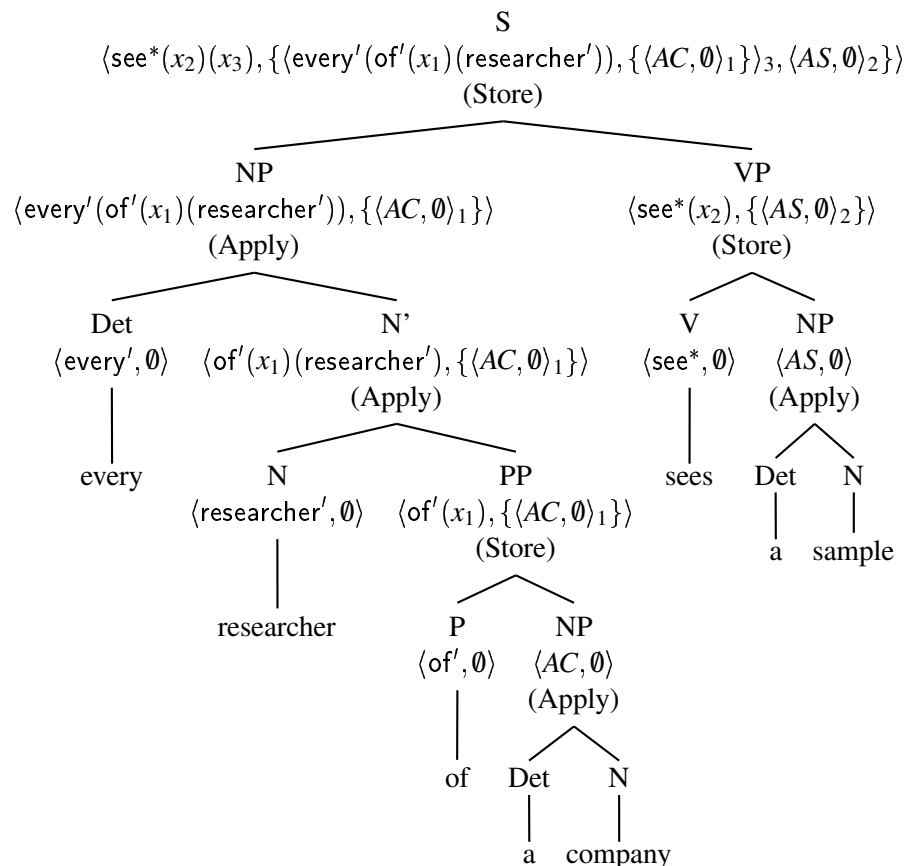 S
⟨see*(x₂)(x₃), {⟨every′(of′(x₁)(researcher′)), {⟨AC, ∅⟩₁}⟩₃, ⟨AS, ∅⟩₂}⟩
(Store)
NP VP
⟨every′(of′(x₁)(researcher′)), {⟨AC, ∅⟩₁}⟩ ⟨see*(x₂), {⟨AS, ∅⟩₂}⟩
(Apply) (Store)
Det N’ V NP
⟨every′, ∅⟩ ⟨of′(x₁)(researcher′), {⟨AC, ∅⟩₁}⟩ ⟨see*, ∅⟩ ⟨AS, ∅⟩
(Apply) (Apply)
every N PP sees Det N
⟨researcher′, ∅⟩ ⟨of′(x₁), {⟨AC, ∅⟩₁}⟩
(Store) a sample
researcher P NP
⟨of′, ∅⟩ ⟨AC, ∅⟩
(Apply)
of Det N
a company